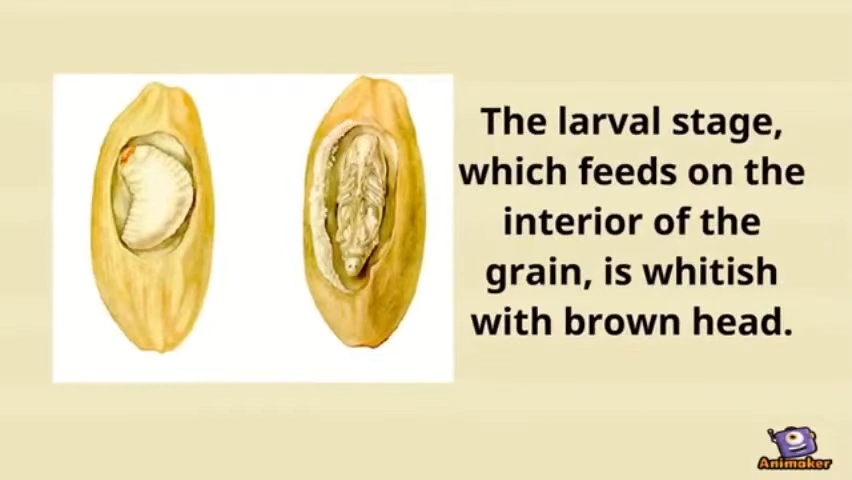 The larval stage,
which feeds on the
interior of the
grain, is whitish
with brown head.
Animaker